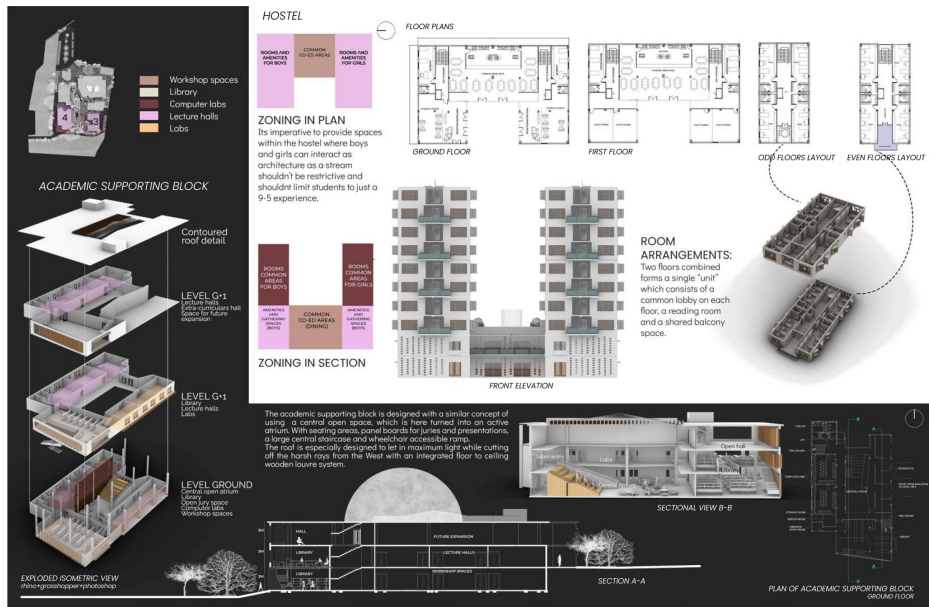 Workshop spaces
Library
Computer labs
Lecture halls
Labs
4
3
ACADEMIC SUPPORTING BLOCK
Contoured
roof detail
LEVEL G+1
Lecture halls
Extra-curriculars hall
Space for future
expansion
LEVEL G+1
Library
Lecture halls
Labs
LEVEL GROUND
Central open atrium
Library
Open jury space
Computer labs
Workshop spaces
EXPLODED ISOMETRIC VIEW
rhino+grasshopper+photoshop
HOSTEL
ROOMS AND
AMENITIES
FOR BOYS
COMMON
CO-ED AREAS
ROOMS AND
AMENITIES
FOR GIRLS
ZONING IN PLAN
Its imperative to provide spaces
within the hostel where boys
and girls can interact as
architecture as a stream
shouldn't be restrictive and
shouldnt limit students to just a
9-5 experience.
ROOMS
COMMON
AREAS
FOR BOYS
ROOMS
COMMON
AREAS
FOR GIRLS
AMENITIES
AND
GATHERING
SPACES
(BOYS)
COMMON
CO-ED AREAS
(DINING)
AMENITIES
AND
GATHERING
SPACES
(GIRLS)
ZONING IN SECTION
FLOOR PLANS
GROUND FLOOR
FIRST FLOOR
ODD FLOORS LAYOUT
EVEN FLOORS LAYOUT
FRONT ELEVATION
ROOM
ARRANGEMENTS:
Two floors combined
forms a single "unit"
which consists of
a common lobby on each
floor, a reading room
and a shared balcony
space.
The academic supporting block is designed with a similar concept of
using a central open space, which is here turned into an active
atrium. With seating areas, panel boards for juries and presentations,
a large central staircase and wheelchair accessible ramp.
The roof is especially designed to let in maximum light while cutting
off the harsh rays from the West with an integrated floor to ceiling
wooden louvre system.
Main entry
Labs
Central
Open hall
Library
SECTIONAL VIEW B-B
HALL
LIBRARY
LIBRARY
FUTURE EXPANSION
LECTURE HALLS
WORKSHOP SPACES
SECTION A-A
PLAN OF ACADEMIC SUPPORTING BLOCK
GROUND FLOOR